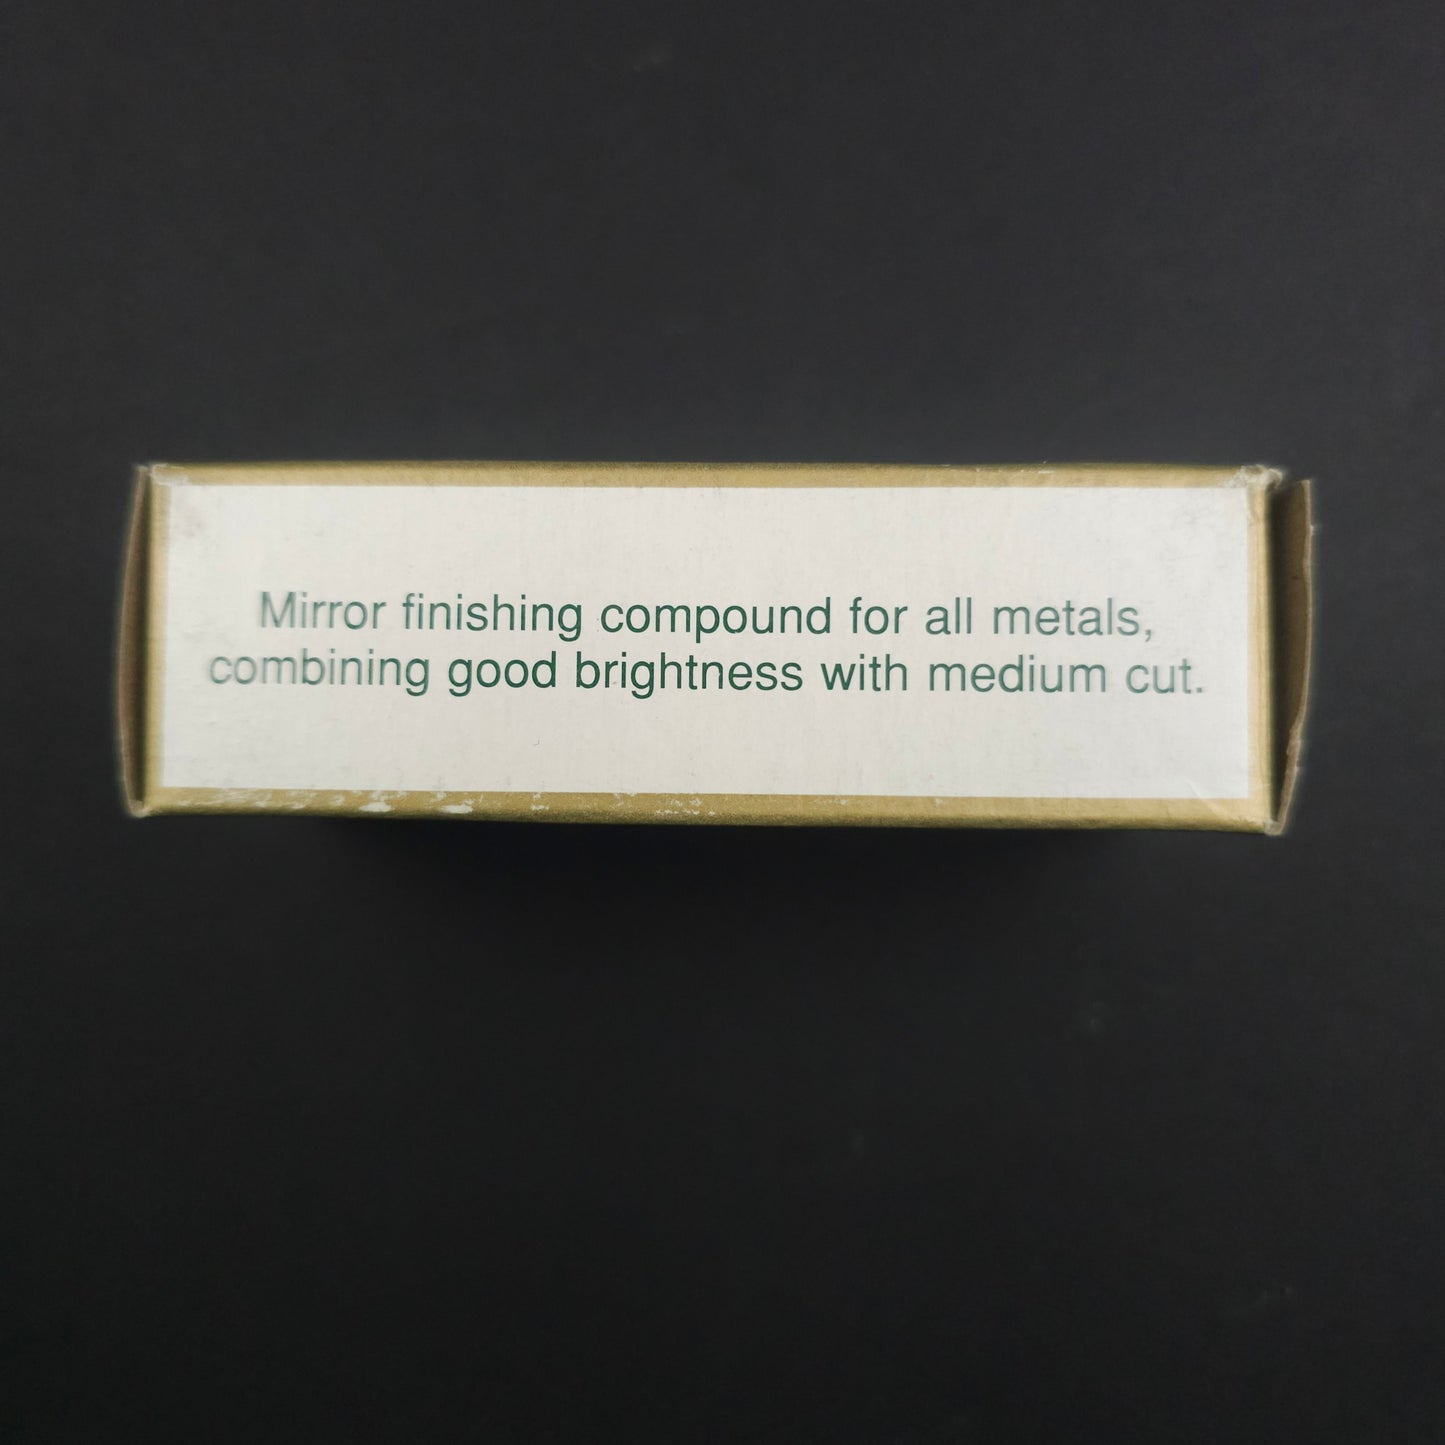 Mirror finishing compound for all metals,
combining good brightness with medium cut.